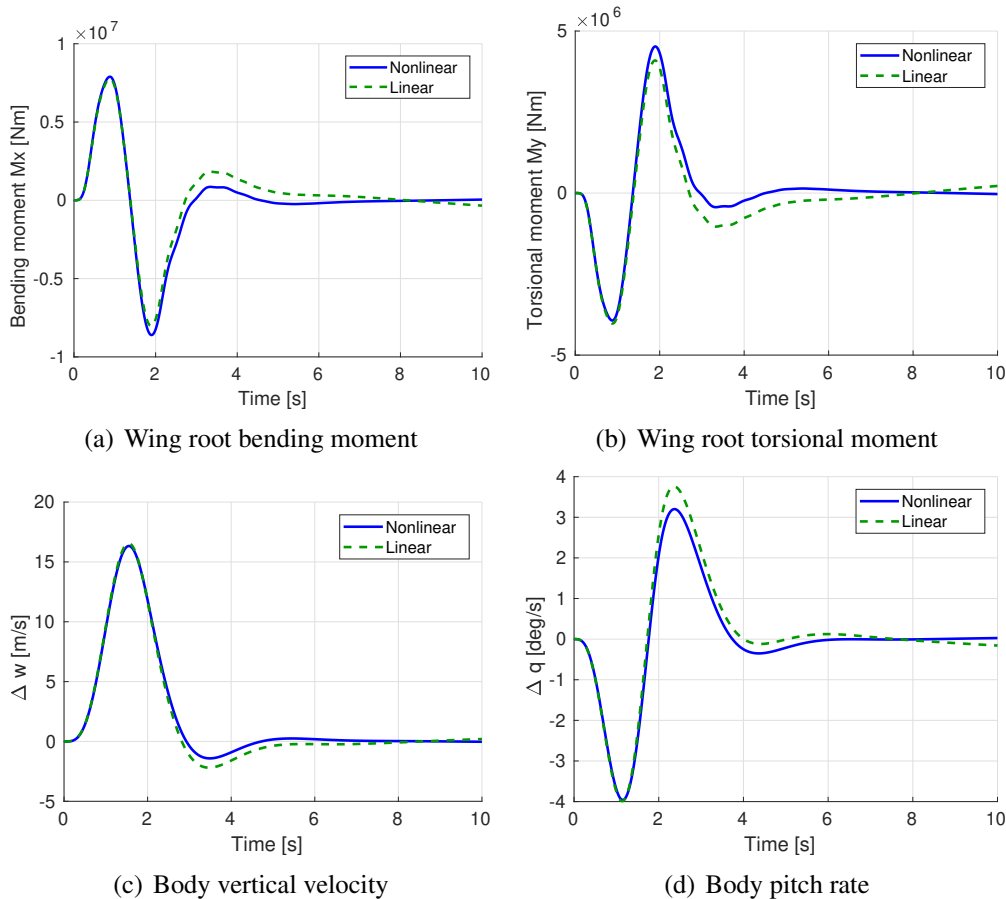 ×10^7
1
0.5
0
-0.5
-1
Bending moment Mx [Nm]
Nonlinear
Linear
0 2 4 6 8 10
Time [s]
(a) Wing root bending moment
×10^6
5
0
-5
Torsional moment My [Nm]
Nonlinear
Linear
0 2 4 6 8 10
Time [s]
(b) Wing root torsional moment
20
15
10
5
0
-5
Δ w [m/s]
Nonlinear
Linear
0 2 4 6 8 10
Time [s]
(c) Body vertical velocity
4
3
2
1
0
-1
-2
-3
-4
Δ q [deg/s]
Nonlinear
Linear
0 2 4 6 8 10
Time [s]
(d) Body pitch rate